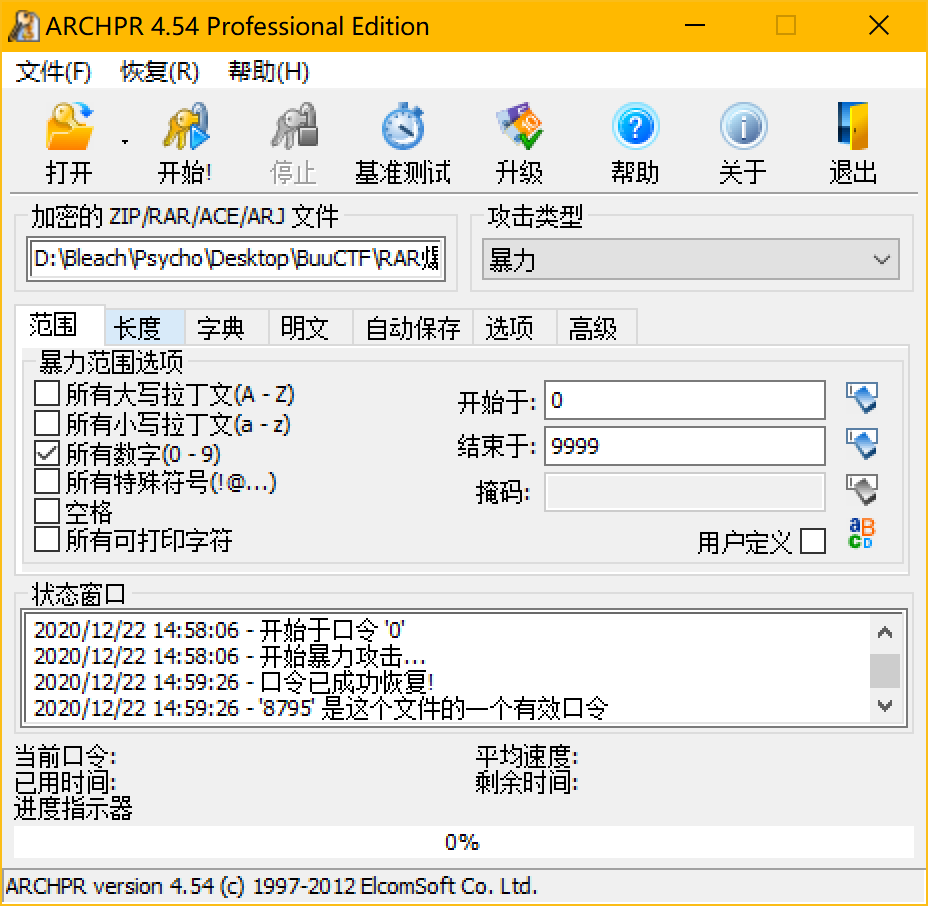 ARCHPR 4.54 Professional Edition
文件(F) 恢复(R) 帮助(H)
打开 开始! 停止 基准测试 升级 帮助 关于 退出
加密的 ZIP/RAR/ACE/ARJ 文件
D:\Bleach\Psycho\Desktop\BuuCTF\RAR
攻击类型
暴力
范围 长度 字典 明文 自动保存 选项 高级
暴力范围选项
所有大写拉丁文(A - Z)
所有小写拉丁文(a - z)
所有数字(0 - 9)
所有特殊符号(!@...)
空格
所有可打印字符
开始于: 0
结束于: 9999
掩码:
用户定义
状态窗口
2020/12/22 14:58:06 - 开始于口令 '0'
2020/12/22 14:58:06 - 开始暴力攻击...
2020/12/22 14:59:26 - 口令已成功恢复!
2020/12/22 14:59:26 - '8795' 是这个文件的一个有效口令
当前口令: 平均速度:
已用时间: 剩余时间:
进度指示器
0%
ARCHPR version 4.54 (c) 1997-2012 ElcomSoft Co. Ltd.